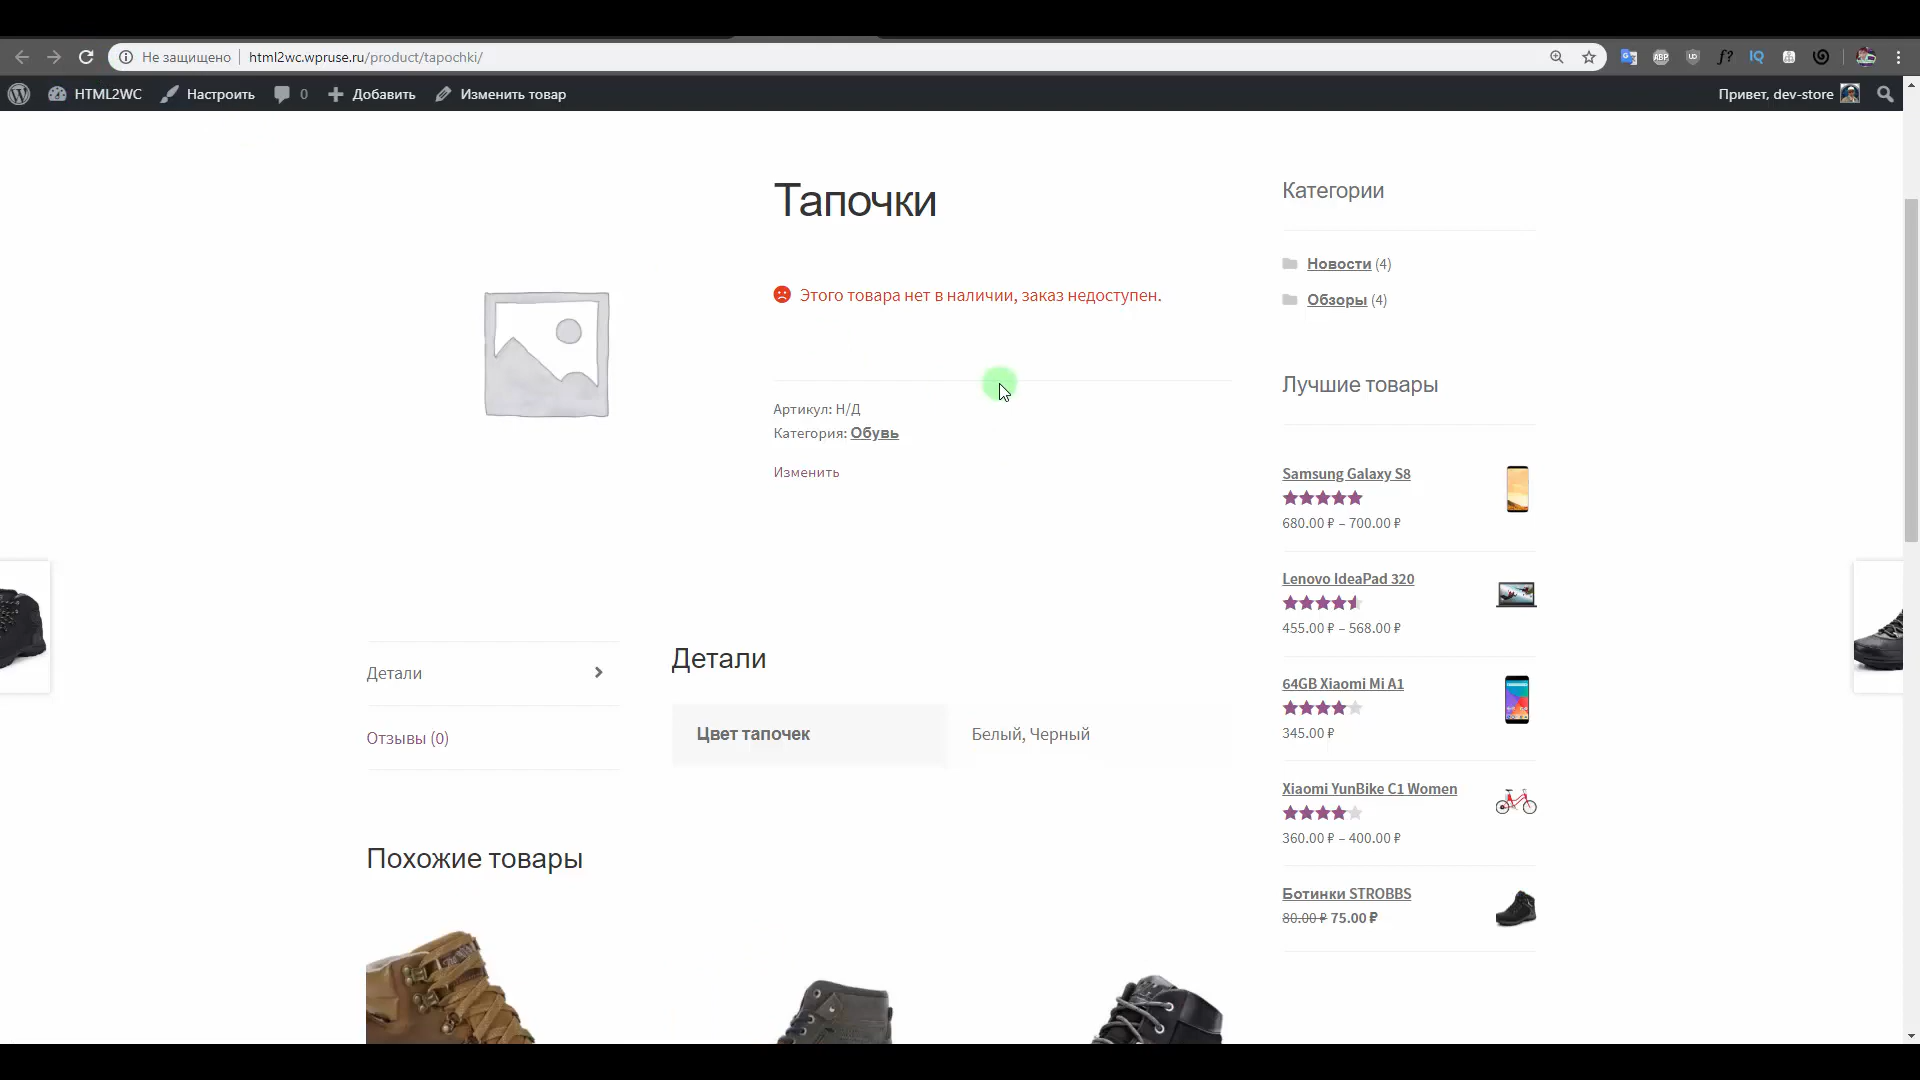 Не защищено html2wc.wpruse.ru/product/tapochki/
HTML2WC Настроить 0 Добавить Изменить товар Привет, dev-store
Тапочки
Этого товара нет в наличии, заказ недоступен.
Артикул: Н/Д
Категория: Обувь
Изменить
Детали
Отзывы (0)
Детали
Цвет тапочек Белый, Черный
Похожие товары
Категории
Новости (4)
Обзоры (4)
Лучшие товары
Samsung Galaxy S8
680.00 ₽ – 700.00 ₽
Lenovo IdeaPad 320
455.00 ₽ – 568.00 ₽
64GB Xiaomi Mi A1
345.00 ₽
Xiaomi YunBike C1 Women
360.00 ₽ – 400.00 ₽
Ботинки STROBBS
80.00 ₽ 75.00 ₽